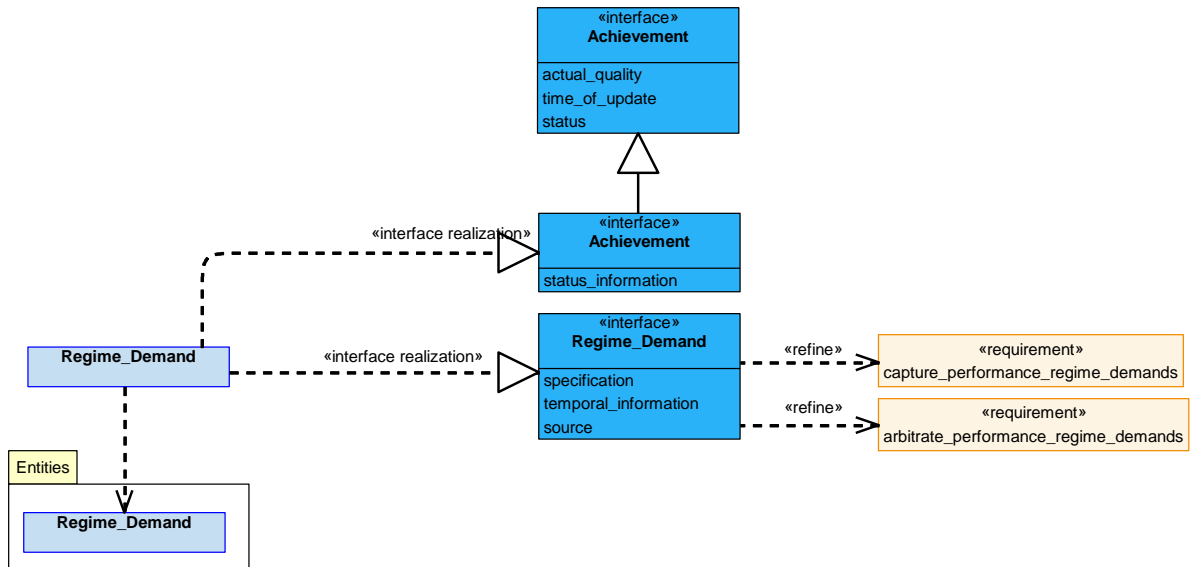 «interface»
Achievement
actual_quality
time_of_update
status
«interface realization»
«interface»
Achievement
status_information
Regime_Demand
«interface realization»
«interface»
Regime_Demand
specification
temporal_information
source
«refine»
«requirement»
capture_performance_regime_demands
«refine»
«requirement»
arbitrate_performance_regime_demands
Entities
Regime_Demand